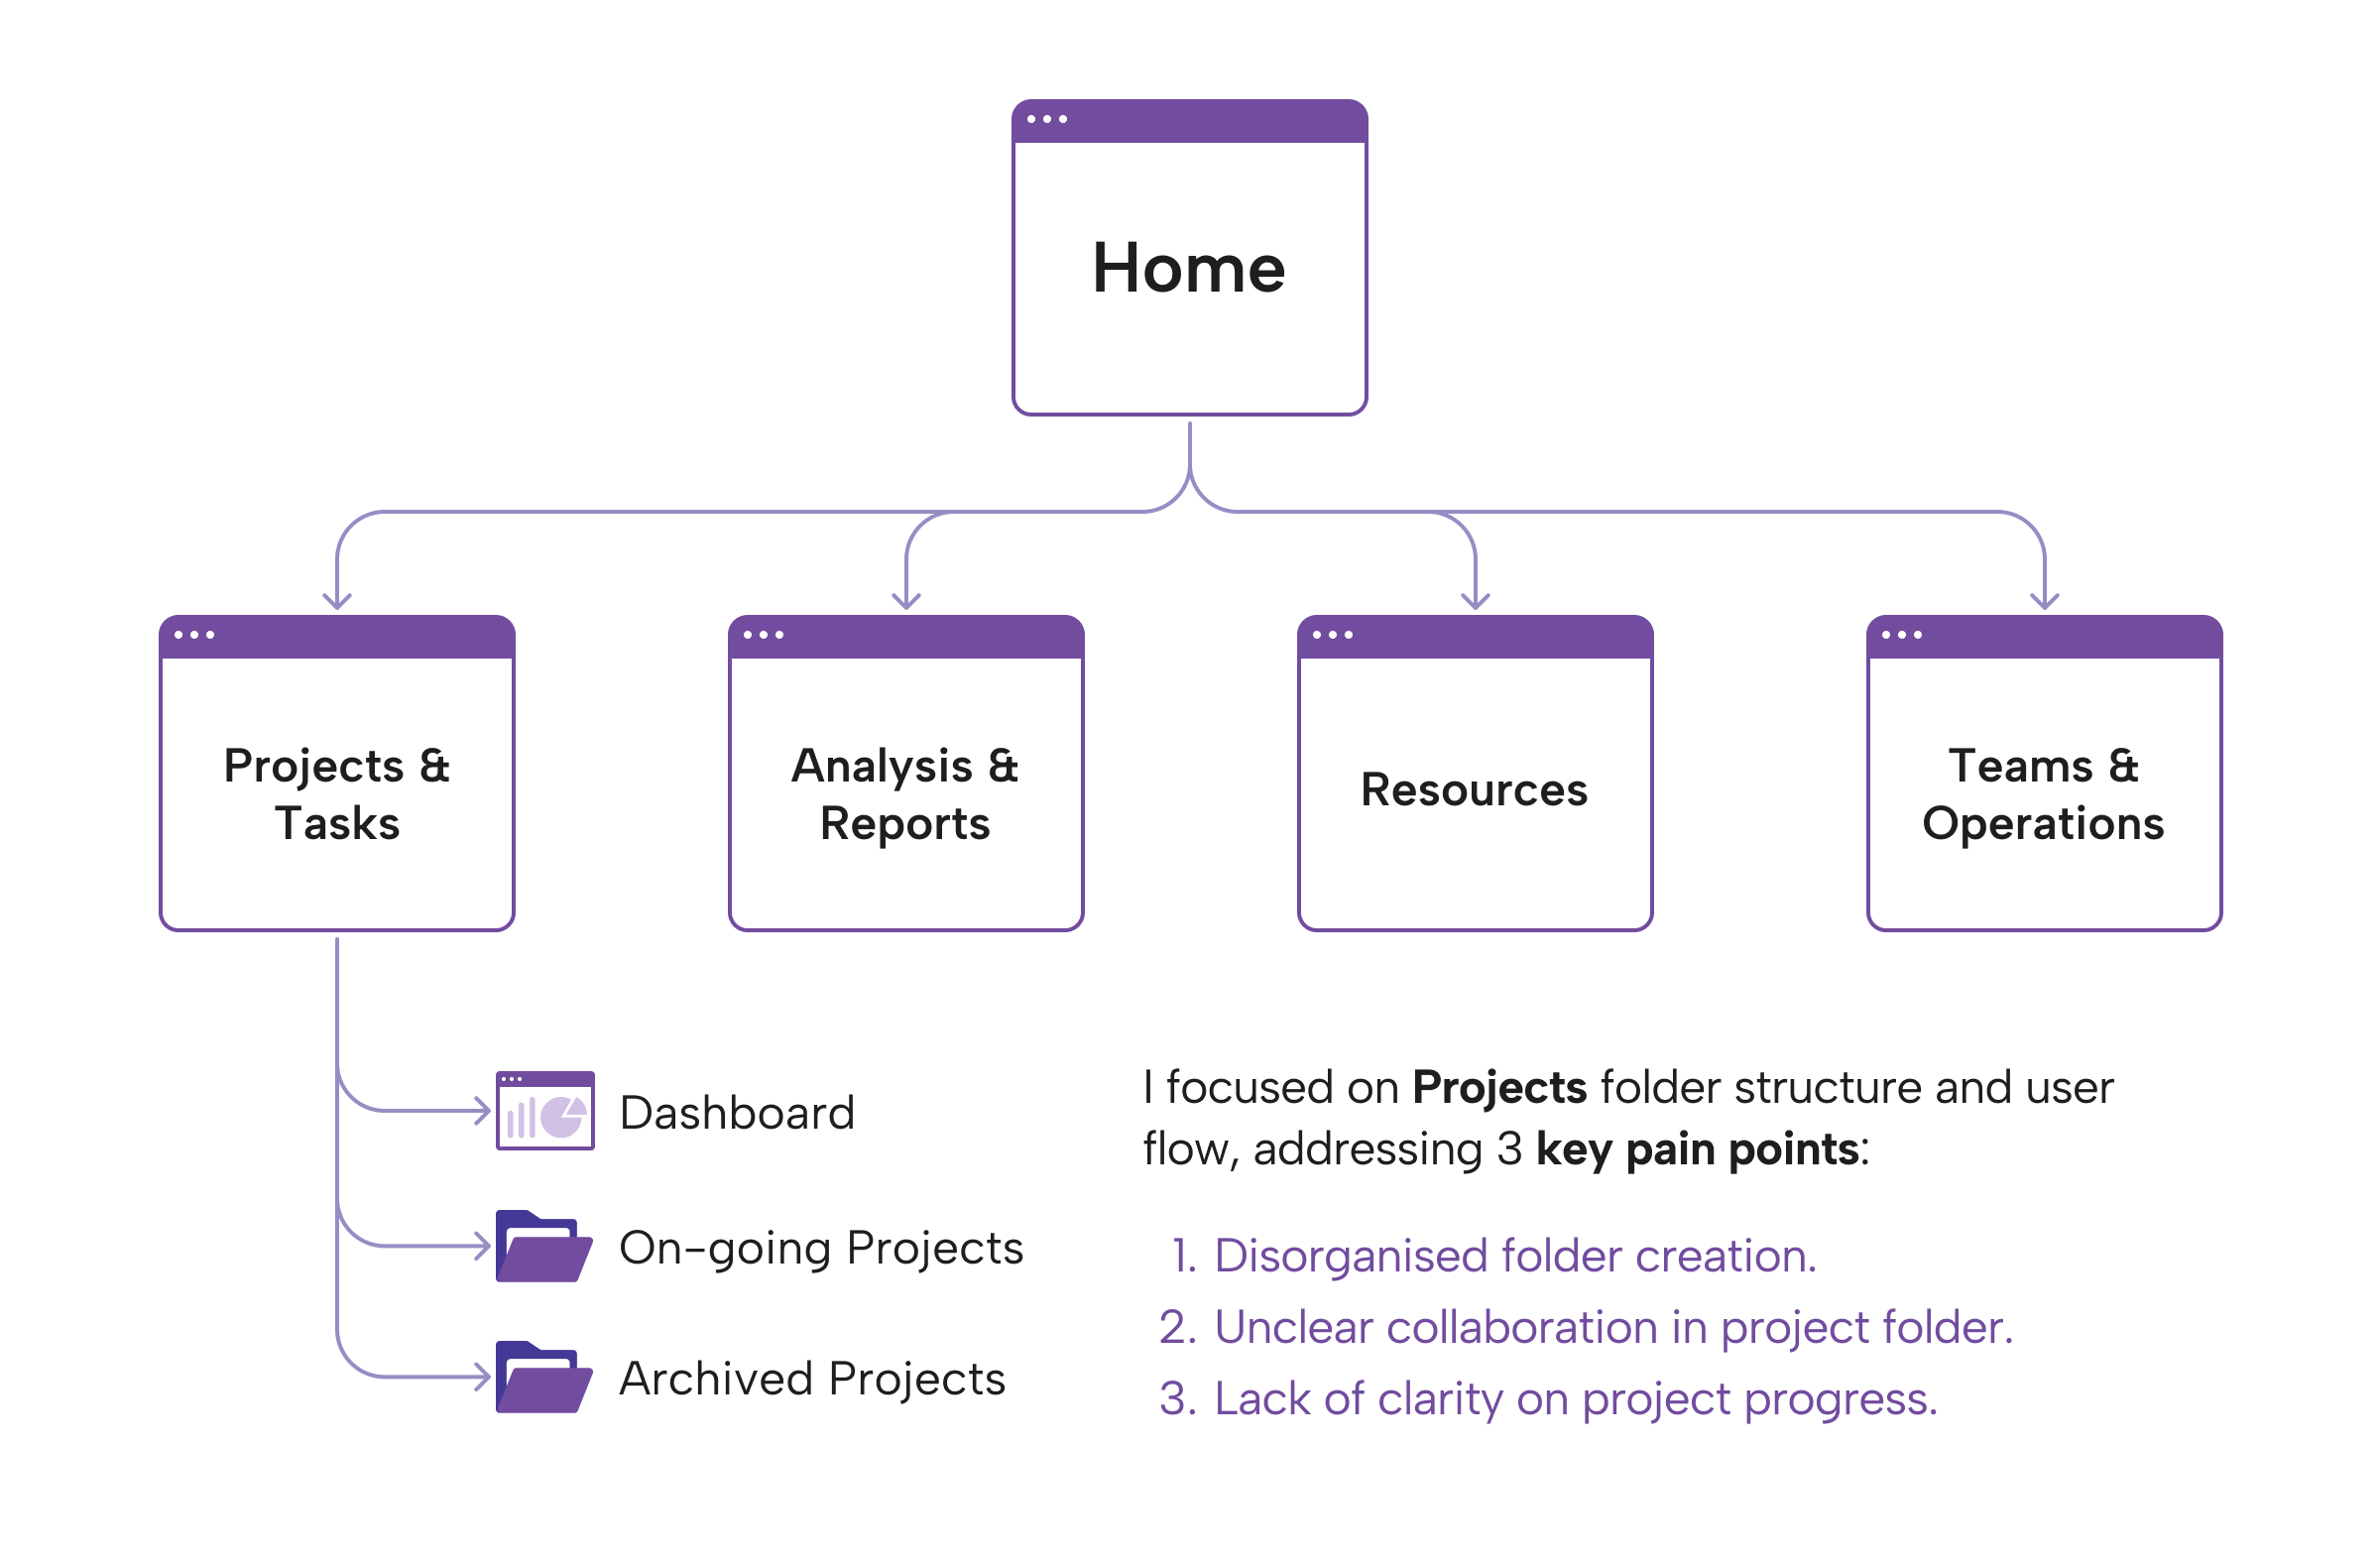 Home
Projects &
Tasks
Analysis &
Reports
Resources
Teams &
Operations
Dashboard
On-going Projects
Archived Projects
I focused on Projects folder structure and user
flow, addressing 3 key pain points:
1. Disorganised folder creation.
2. Unclear collaboration in project folder.
3. Lack of clarity on project progress.